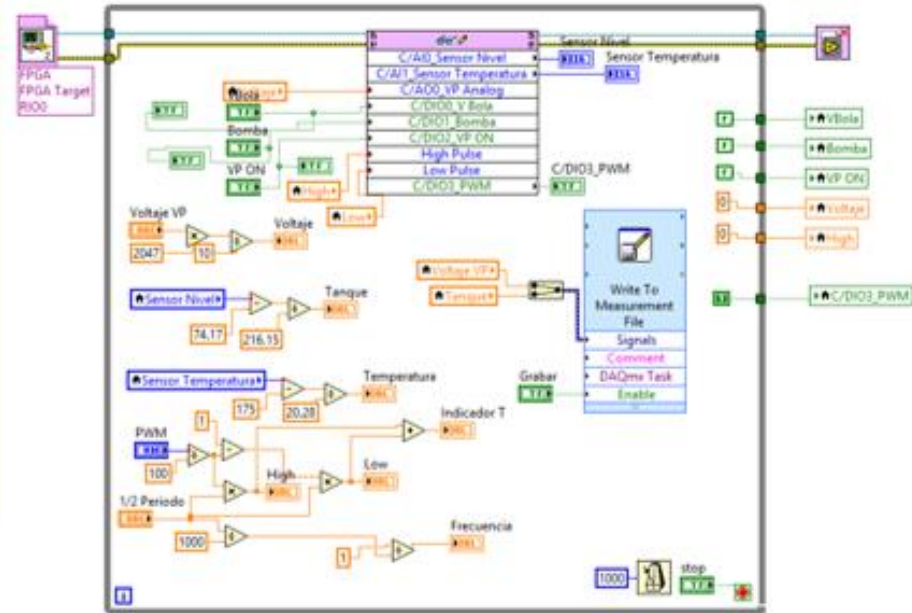 FPGA
FPGA Target
RIO0
Sensor Nivel
Sensor Temperatura
C/AI0_Sensor Nivel
C/AI1_Sensor Temperatura
C/AO0_VP Analog
C/DIO0_V Bola
C/DIO1_Bomba
C/DIO2_VP ON
High Pulse
Low Pulse
C/DIO3_PWM
Bomba
VP ON
High
Low
C/DIO3_PWM
VBola
Bomba
VP ON
Voltaje
High
C/DIO3_PWM
0
0
Voltaje VP
2047
10
Voltaje
Sensor Nivel
74,17
216,15
Tanque
Voltaje VP
Tanque
Write To
Measurement
File
Signals
Comment
DAQmx Task
Enable
Grabar
Sensor Temperatura
175
20,28
Temperatura
Indicador T
PWM
1
100
High
Low
1/2 Periodo
1000
1
Frecuencia
1000
stop
i